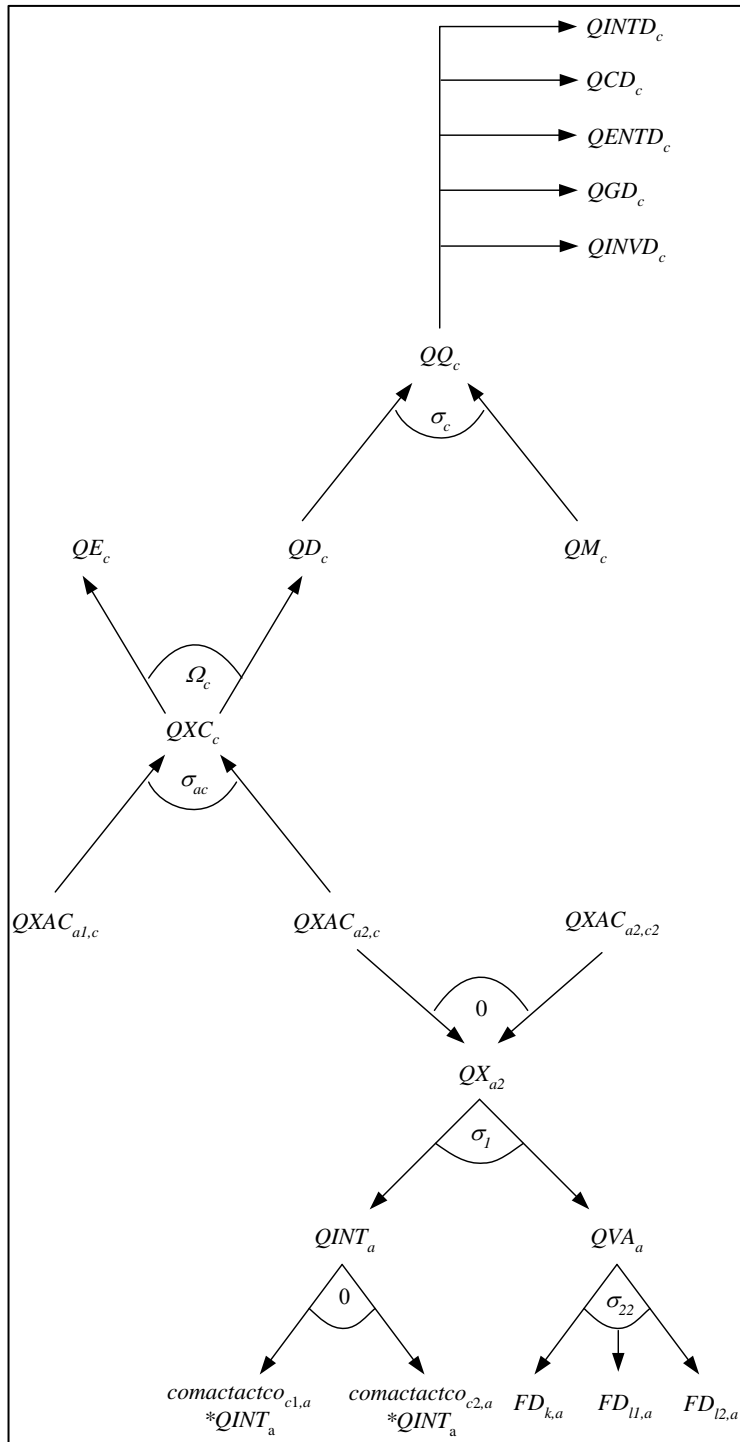 QINTD_c
QCD_c
QENTD_c
QGD_c
QINVD_c
QQ_c
σ_c
QE_c QD_c QM_c
Ω_c
QXC_c
σ_ac
QXAC_a1,c QXAC_a2,c QXAC_a2,c2
0
QX_a2
σ_1
QINT_a QVA_a
0 σ_22
comactactco_c1,a comactactco_c2,a FD_k,a FD_l1,a FD_l2,a
*QINT_a *QINT_a